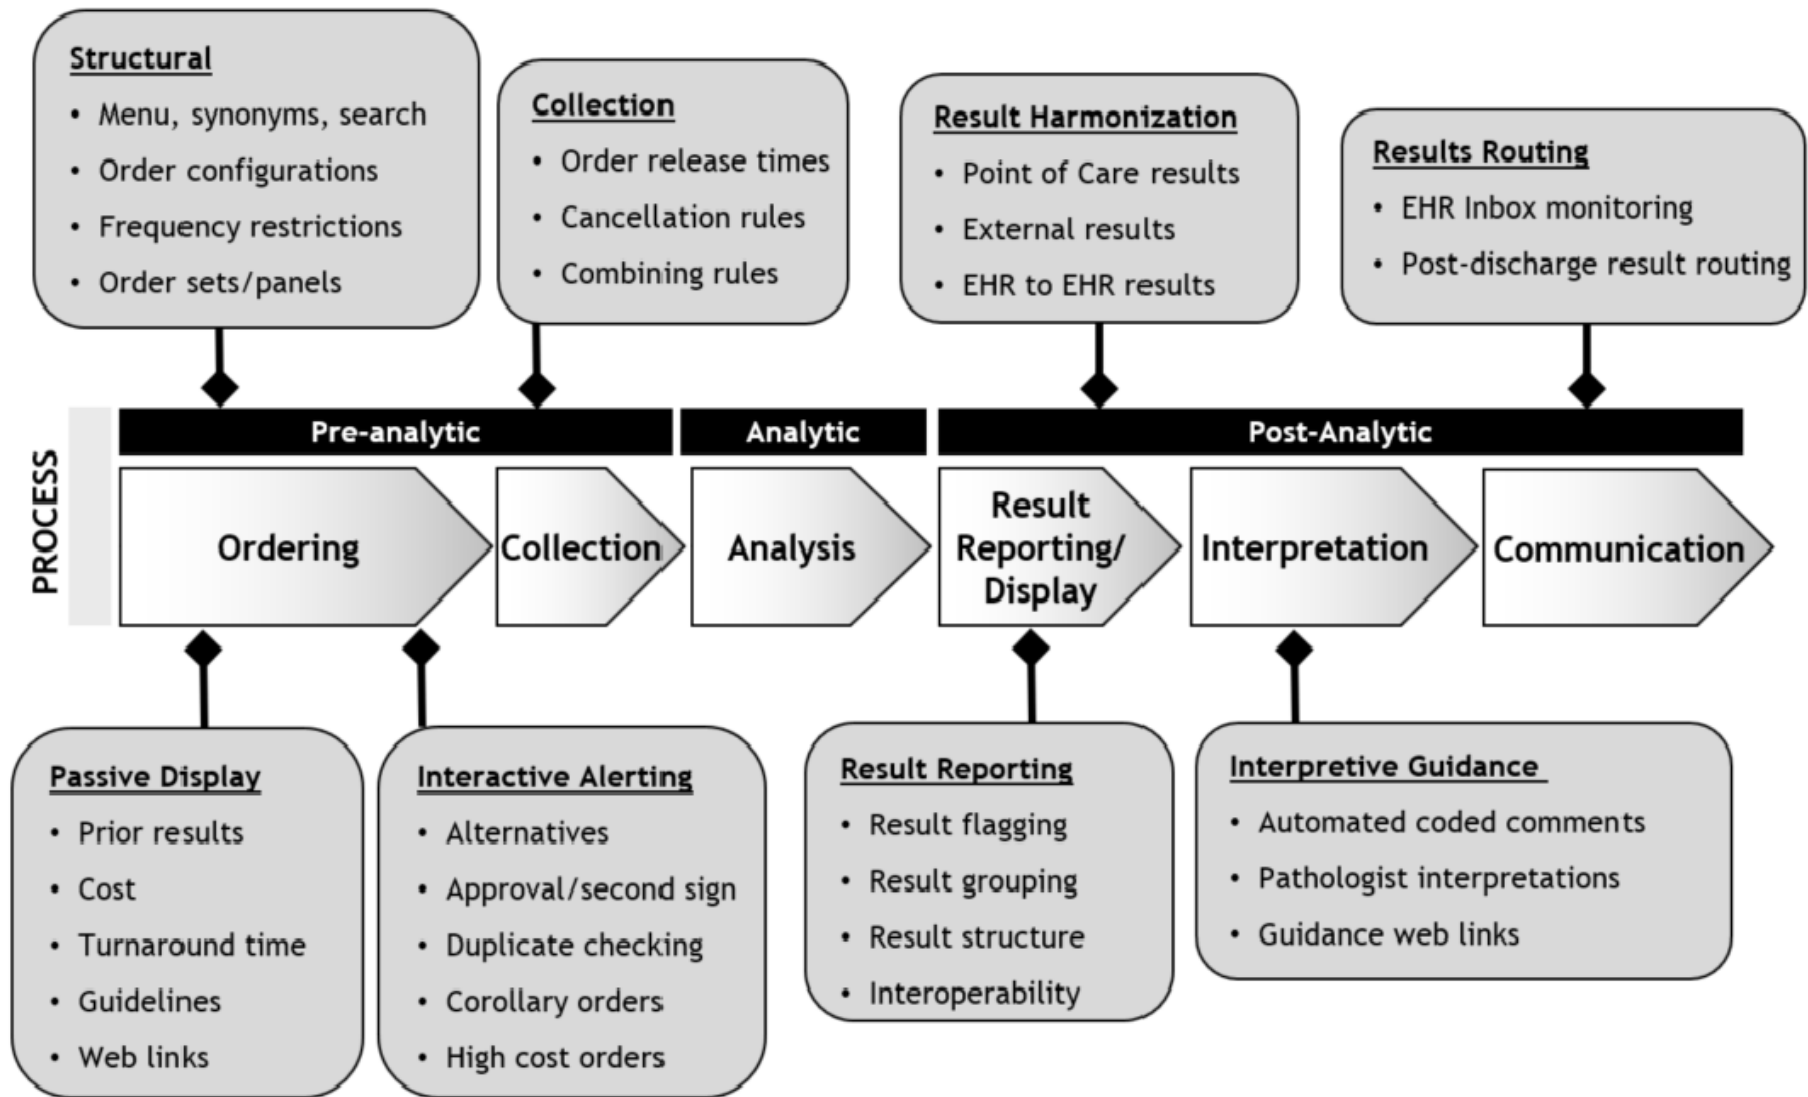 Structural
• Menu, synonyms, search
• Order configurations
• Frequency restrictions
• Order sets/panels
Collection
• Order release times
• Cancellation rules
• Combining rules
Result Harmonization
• Point of Care results
• External results
• EHR to EHR results
Results Routing
• EHR Inbox monitoring
• Post-discharge result routing
PROCESS
Pre-analytic
Analytic
Post-Analytic
Ordering
Collection
Analysis
Result
Reporting/
Display
Interpretation
Communication
Passive Display
• Prior results
• Cost
• Turnaround time
• Guidelines
• Web links
Interactive Alerting
• Alternatives
• Approval/second sign
• Duplicate checking
• Corollary orders
• High cost orders
Result Reporting
• Result flagging
• Result grouping
• Result structure
• Interoperability
Interpretive Guidance
• Automated coded comments
• Pathologist interpretations
• Guidance web links